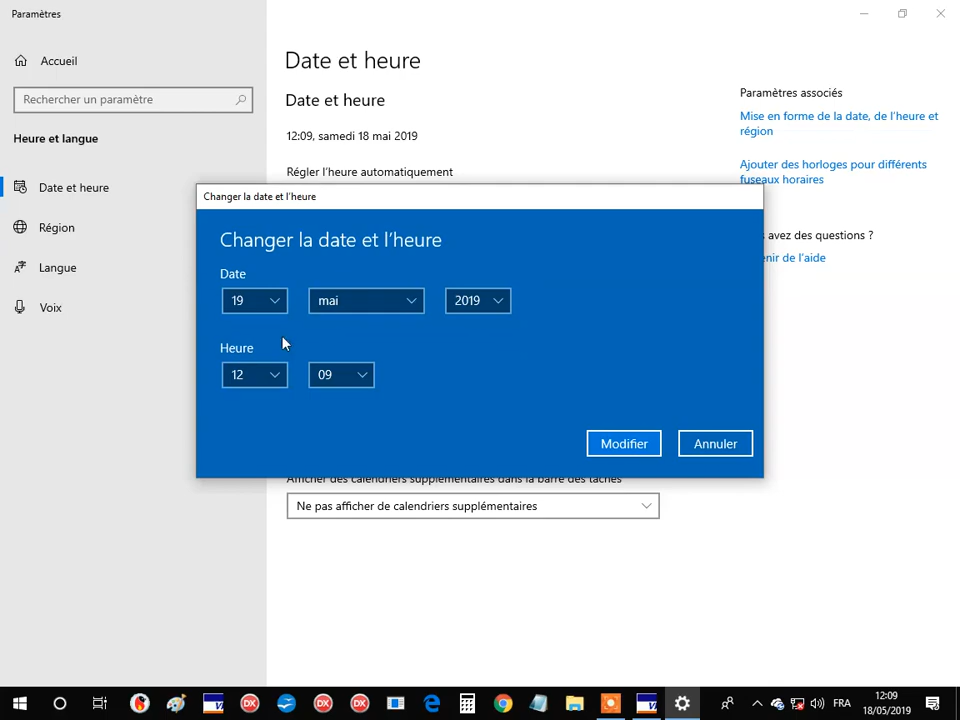 Paramètres
Accueil
Rechercher un paramètre
Heure et langue
Date et heure
Région
Langue
Voix
Date et heure
Date et heure
12:09, samedi 18 mai 2019
Régler l'heure automatiquement
Paramètres associés
Mise en forme de la date, de l'heure et
région
Ajouter des horloges pour différents
fuseaux horaires
avez des questions ?
enir de l'aide
Changer la date et l'heure
Changer la date et l'heure
Date
19 mai 2019
Heure
12 09
Modifier Annuler
Afficher des calendriers supplémentaires dans la barre des tâches
Ne pas afficher de calendriers supplémentaires
DX DX DX FRA
12:09
18/05/2019